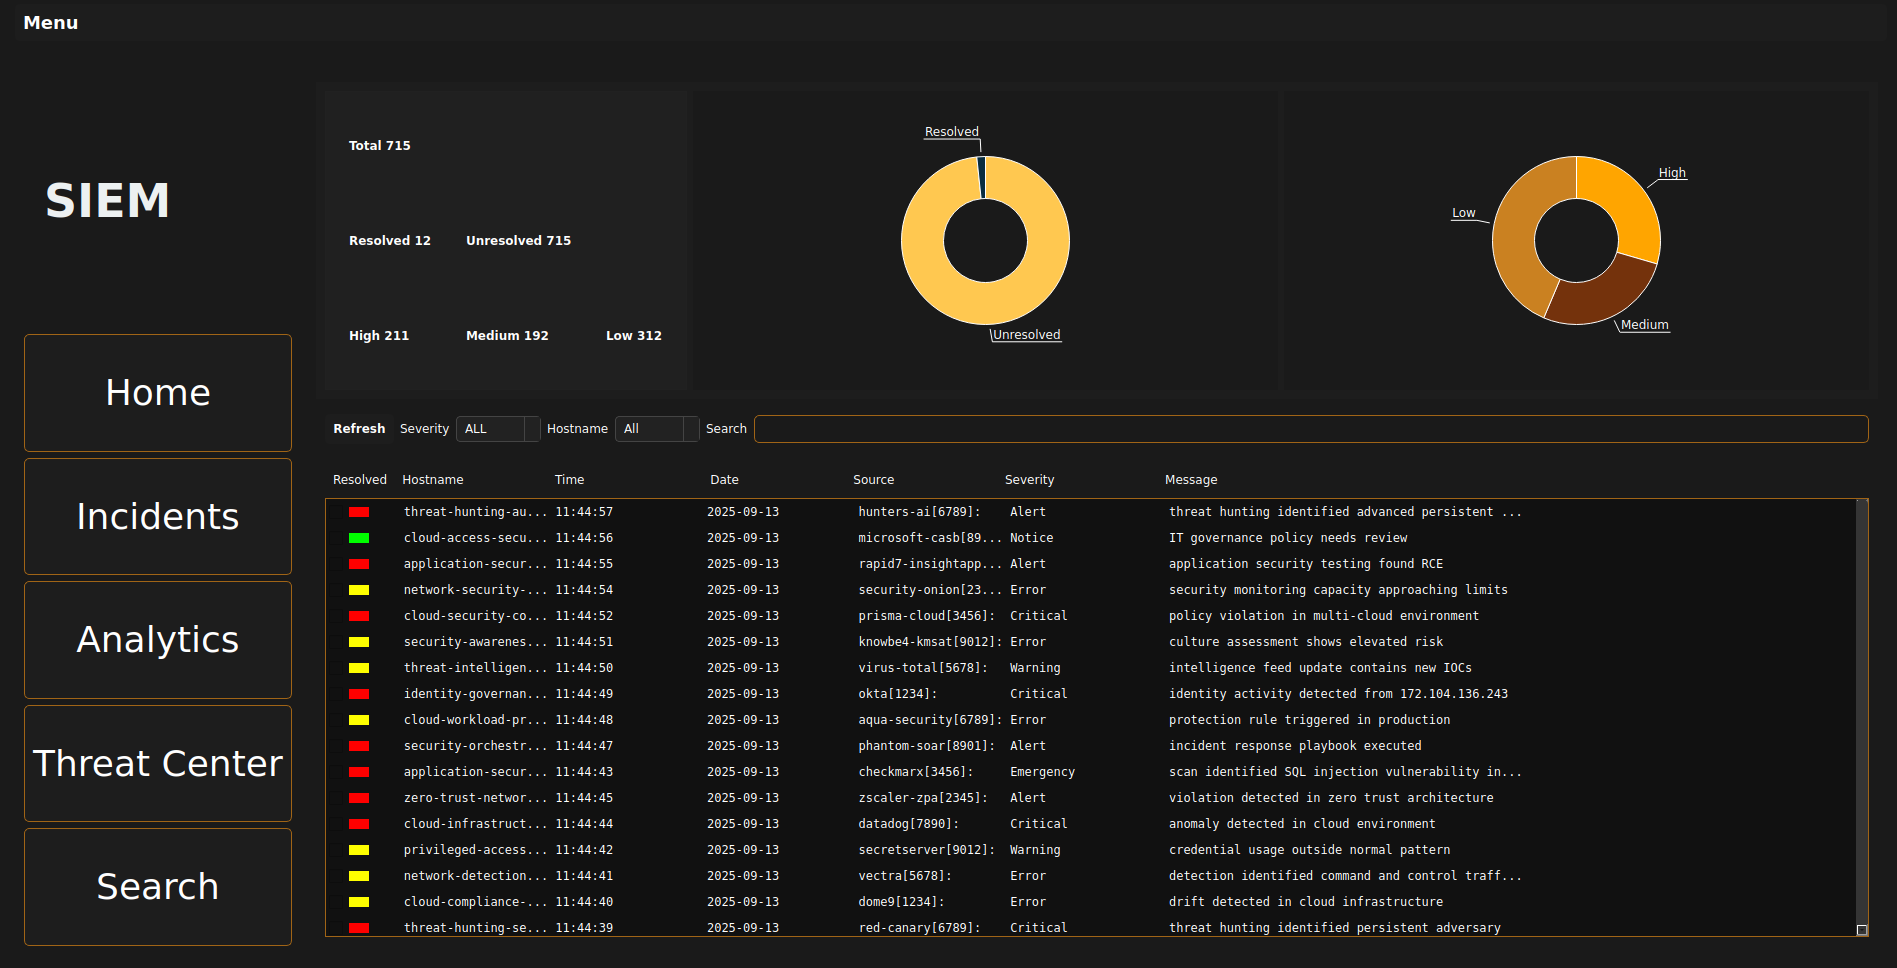 Menu
SIEM
Home
Incidents
Analytics
Threat Center
Search
Total 715
Resolved 12 Unresolved 715
High 211 Medium 192 Low 312
Resolved
Unresolved
High
Low
Medium
Refresh Severity ALL Hostname All Search
Resolved Hostname Time Date Source Severity Message
threat-hunting-au... 11:44:57 2025-09-13 hunters-ai[6789]: Alert threat hunting identified advanced persistent ...
cloud-access-secu... 11:44:56 2025-09-13 microsoft-casb[89... Notice IT governance policy needs review
application-secur... 11:44:55 2025-09-13 rapid7-insightapp... Alert application security testing found RCE
network-security-... 11:44:54 2025-09-13 security-onion[23... Error security monitoring capacity approaching limits
cloud-security-co... 11:44:52 2025-09-13 prisma-cloud[3456]: Critical policy violation in multi-cloud environment
security-awarenes... 11:44:51 2025-09-13 knowbe4-kmsat[9012]: Error culture assessment shows elevated risk
threat-intelligen... 11:44:50 2025-09-13 virus-total[5678]: Warning intelligence feed update contains new IOCs
identity-governan... 11:44:49 2025-09-13 okta[1234]: Critical identity activity detected from 172.104.136.243
cloud-workload-pr... 11:44:48 2025-09-13 aqua-security[6789]: Error protection rule triggered in production
security-orchestr... 11:44:47 2025-09-13 phantom-soar[8901]: Alert incident response playbook executed
application-secur... 11:44:43 2025-09-13 checkmarx[3456]: Emergency scan identified SQL injection vulnerability in...
zero-trust-networ... 11:44:45 2025-09-13 zscaler-zpa[2345]: Alert violation detected in zero trust architecture
cloud-infrastruct... 11:44:44 2025-09-13 datadog[7890]: Critical anomaly detected in cloud environment
privileged-access... 11:44:42 2025-09-13 secretserver[9012]: Warning credential usage outside normal pattern
network-detection... 11:44:41 2025-09-13 vectra[5678]: Error detection identified command and control traff...
cloud-compliance-... 11:44:40 2025-09-13 dome9[1234]: Error drift detected in cloud infrastructure
threat-hunting-se... 11:44:39 2025-09-13 red-canary[6789]: Critical threat hunting identified persistent adversary